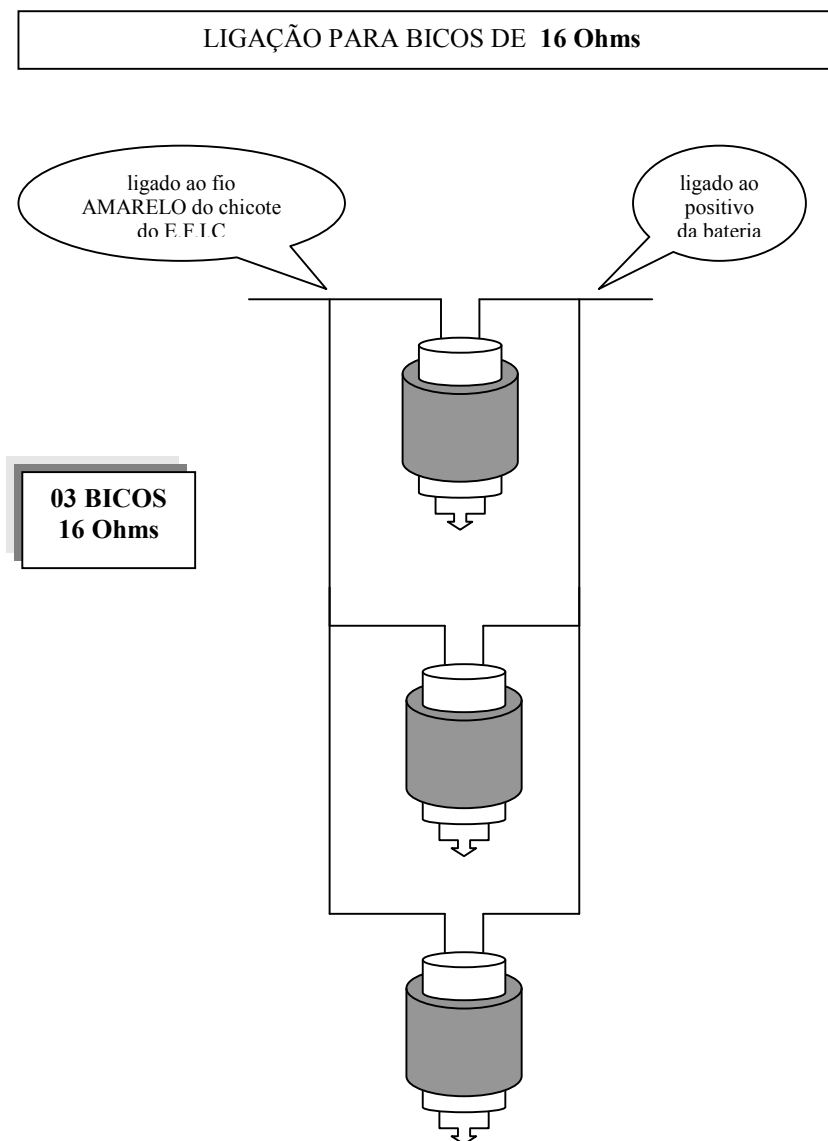 LIGAÇÃO PARA BICOS DE 16 Ohms
ligado ao fio
AMARELO do chicote
do E.F.I.C
ligado ao
positivo
da bateria
03 BICOS
16 Ohms